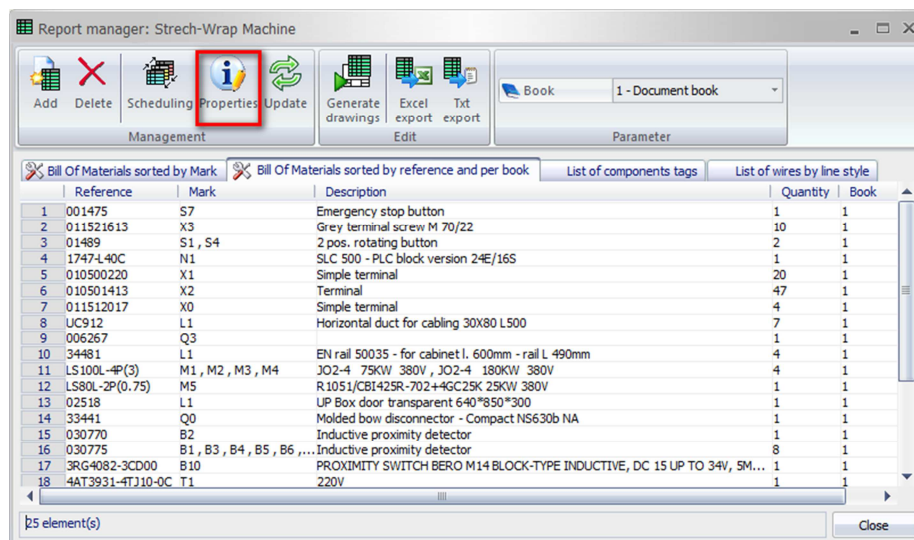 Report manager: Strech-Wrap Machine
Add Delete Scheduling Properties Update Generate drawings Excel export Txt export Book 1 - Document book
Management Edit Parameter
Bill Of Materials sorted by Mark Bill Of Materials sorted by reference and per book List of components tags List of wires by line style
Reference Mark Description Quantity Book
1 001475 S7 Emergency stop button 1 1
2 011521613 X3 Grey terminal screw M 70/22 10 1
3 01489 S1 , S4 2 pos. rotating button 2 1
4 1747-L40C N1 SLC 500 - PLC block version 24E/16S 1 1
5 010500220 X1 Simple terminal 20 1
6 010501413 X2 Terminal 47 1
7 011512017 X0 Simple terminal 4 1
8 UC912 L1 Horizontal duct for cabling 30X80 L500 7 1
9 006267 Q3 1 1
10 34481 L1 EN rail 50035 - for cabinet l. 600mm - rail L 490mm 4 1
11 LS100L-4P(3) M1 , M2 , M3 , M4 JO2-4 75KW 380V , JO2-4 180KW 380V 4 1
12 LS80L-2P(0.75) M5 R1051/CBI425R-702+4GC25K 25KW 380V 1 1
13 02518 L1 UP Box door transparent 640*850*300 1 1
14 33441 Q0 Molded bow disconnector - Compact NS630b NA 1 1
15 030770 B2 Inductive proximity detector 1 1
16 030775 B1 , B3 , B4 , B5 , B6 ,... Inductive proximity detector 8 1
17 3RG4082-3CD00 B10 PROXIMITY SWITCH BERO M14 BLOCK-TYPE INDUCTIVE, DC 15 UP TO 34V, 5M... 1 1
18 4AT3931-4TJ10-0C T1 220V 1 1
25 element(s) Close